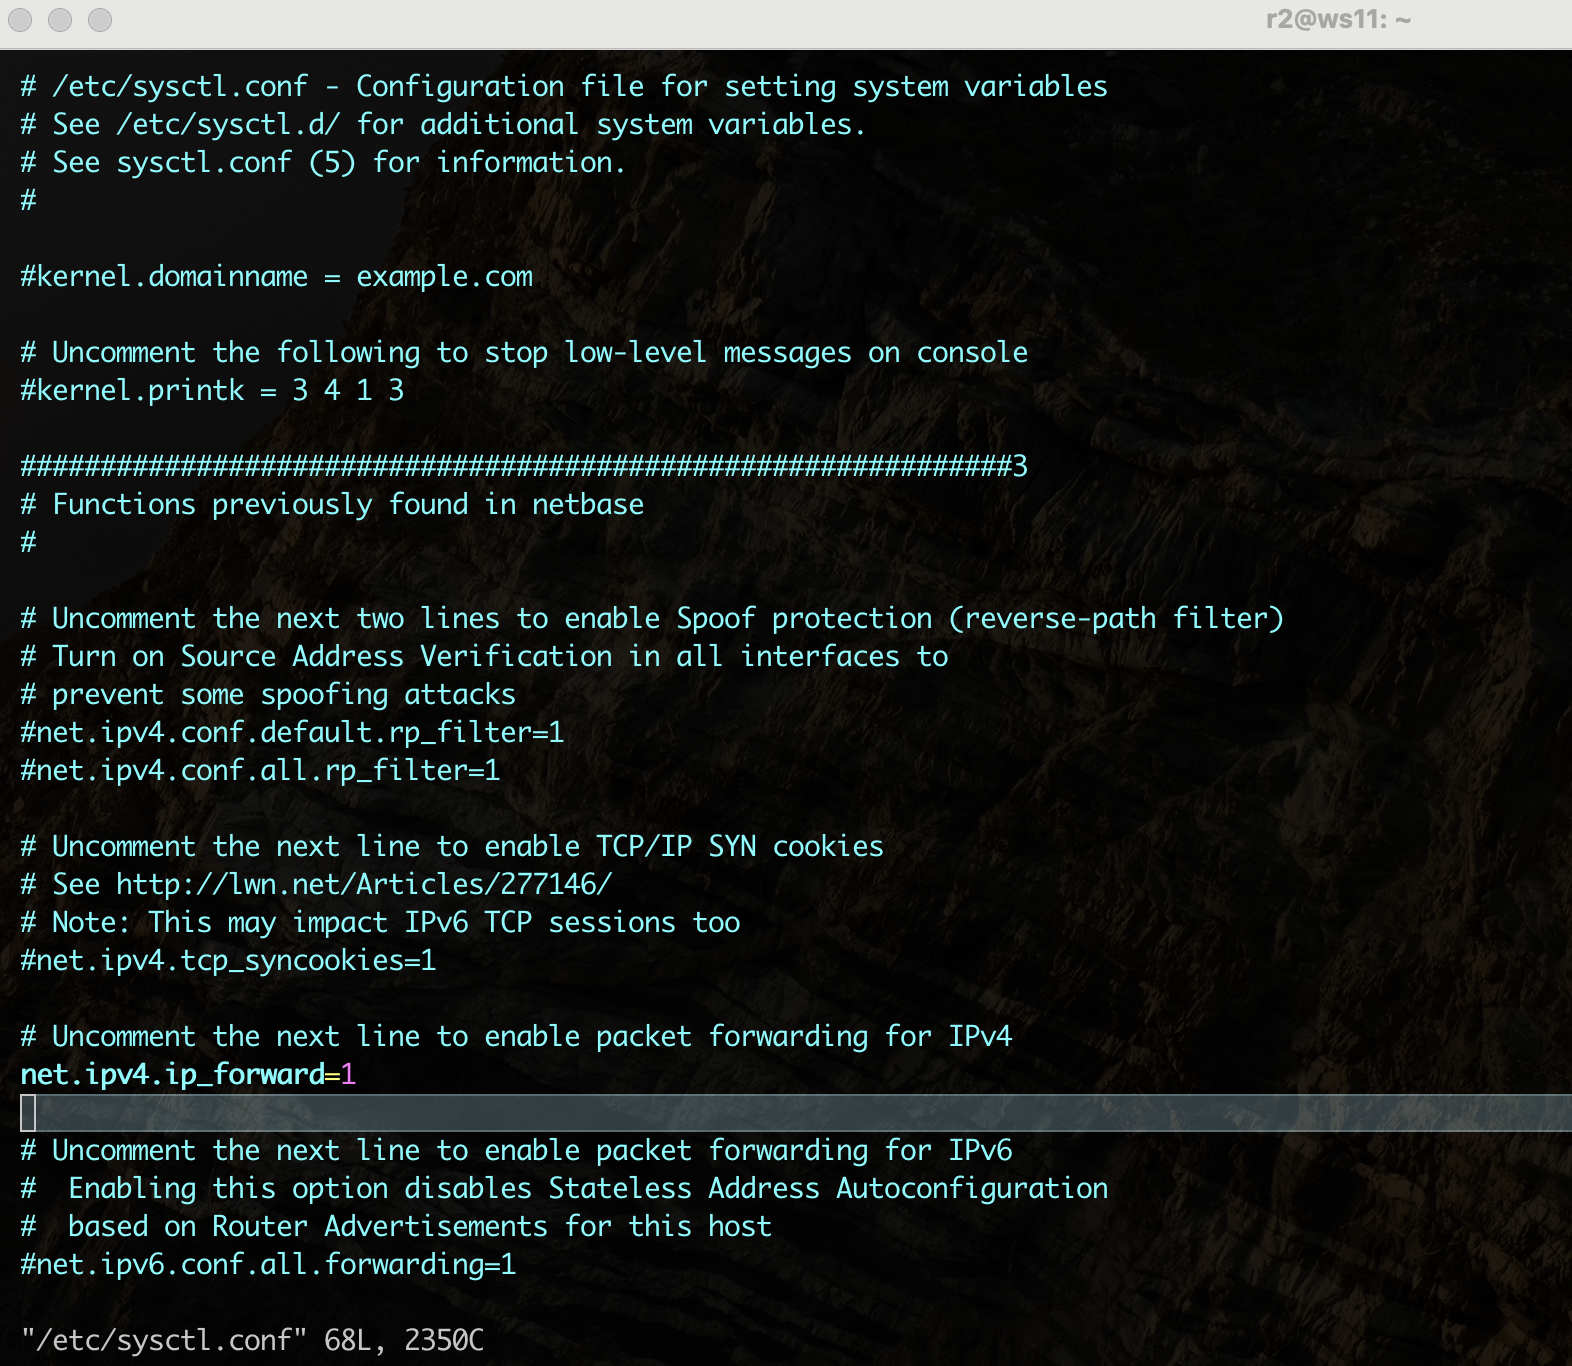 r2@ws11: ~
# /etc/sysctl.conf - Configuration file for setting system variables
# See /etc/sysctl.d/ for additional system variables.
# See sysctl.conf (5) for information.
#
#kernel.domainname = example.com
# Uncomment the following to stop low-level messages on console
#kernel.printk = 3 4 1 3
##############################################################3
# Functions previously found in netbase
#
# Uncomment the next two lines to enable Spoof protection (reverse-path filter)
# Turn on Source Address Verification in all interfaces to
# prevent some spoofing attacks
#net.ipv4.conf.default.rp_filter=1
#net.ipv4.conf.all.rp_filter=1
# Uncomment the next line to enable TCP/IP SYN cookies
# See http://lwn.net/Articles/277146/
# Note: This may impact IPv6 TCP sessions too
#net.ipv4.tcp_syncookies=1
# Uncomment the next line to enable packet forwarding for IPv4
net.ipv4.ip_forward=1
# Uncomment the next line to enable packet forwarding for IPv6
#  Enabling this option disables Stateless Address Autoconfiguration
#  based on Router Advertisements for this host
#net.ipv6.conf.all.forwarding=1
"/etc/sysctl.conf" 68L, 2350C